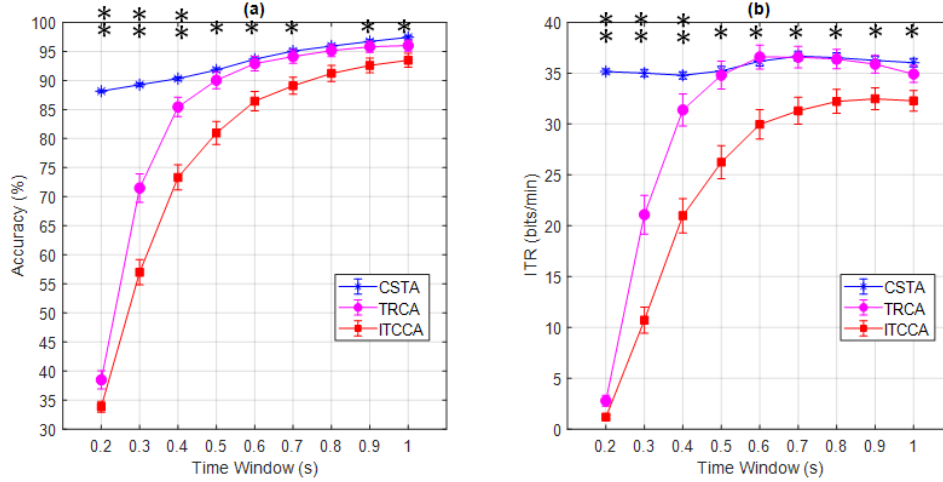 (a)
** ** ** * * * * *
100
95
90
85
80
75
70
65
60
55
50
45
40
35
30
Accuracy (%)
CSTA
TRCA
ITCCA
0.2 0.3 0.4 0.5 0.6 0.7 0.8 0.9 1
Time Window (s)
(b)
** ** ** * * * * * *
40
35
30
25
20
15
10
5
0
ITR (bits/min)
CSTA
TRCA
ITCCA
0.2 0.3 0.4 0.5 0.6 0.7 0.8 0.9 1
Time Window (s)